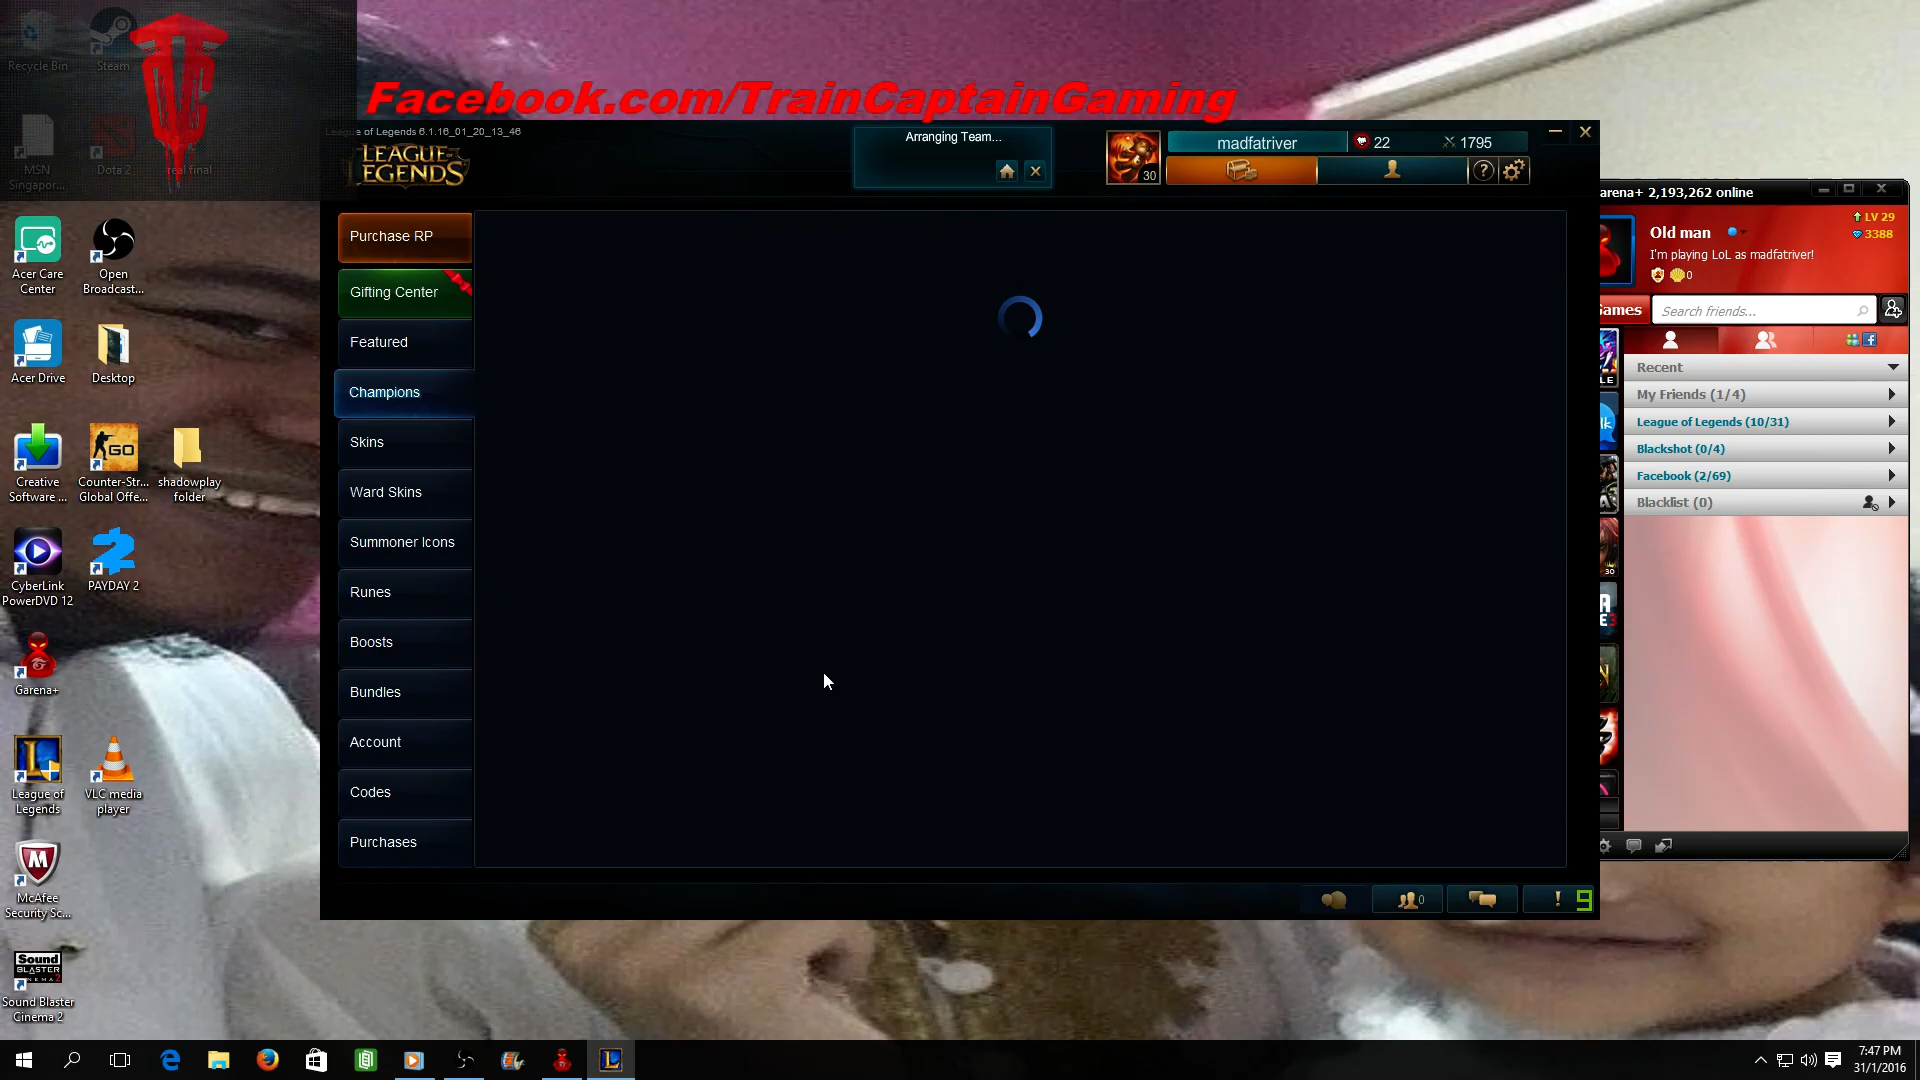 Recycle Bin
Steam
MSN
Singapor...
Dota 2
real final
Facebook.com/TrainCaptainGaming
League of Legends 6.1.16_01_20_13_46
LEAGUE OF
LEGENDS
Arranging Team...
30
madfatriver
22
1795
?
Purchase RP
Gifting Center
Featured
Champions
Skins
Ward Skins
Summoner Icons
Runes
Boosts
Bundles
Account
Codes
Purchases
0
!
9
arena+ 2,193,262 online
LV 29
Old man
3388
I'm playing LoL as madfatriver!
0
Games
Search friends...
Recent
My Friends (1/4)
League of Legends (10/31)
Blackshot (0/4)
Facebook (2/69)
Blacklist (0)
Acer Care
Center
Open
Broadcast...
Acer Drive
Desktop
Creative
Software ...
GO
Counter-Str...
Global Offe...
shadowplay
folder
CyberLink
PowerDVD 12
PAYDAY 2
Garena+
League of
Legends
VLC media
player
McAfee
Security Sc...
Sound
BLASTER
Sound Blaster
Cinema 2
7:47 PM
31/1/2016